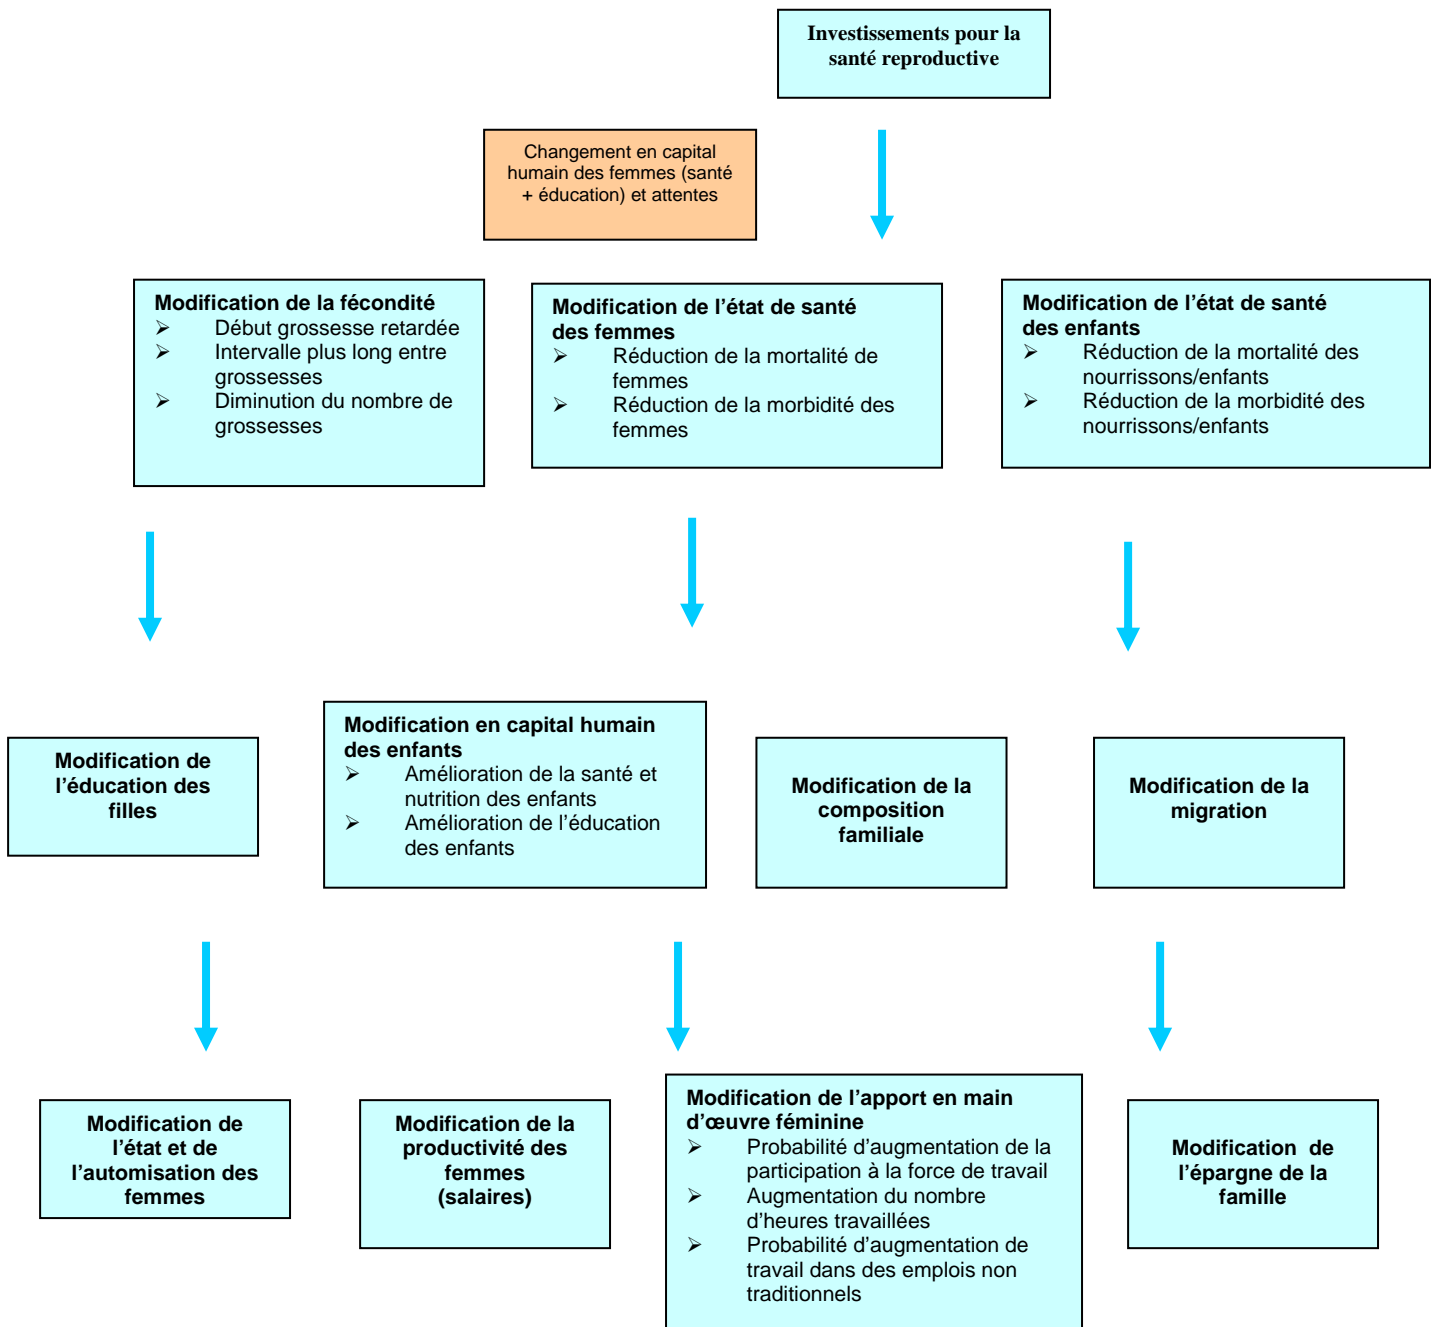 Investissements pour la
santé reproductive
Changement en capital
humain des femmes (santé
+ éducation) et attentes
Modification de la fécondité
➢ Début grossesse retardée
➢ Intervalle plus long entre
grossesses
➢ Diminution du nombre de
grossesses
Modification de l’état de santé
des femmes
➢ Réduction de la mortalité de
femmes
➢ Réduction de la morbidité des
femmes
Modification de l’état de santé
des enfants
➢ Réduction de la mortalité des
nourrissons/enfants
➢ Réduction de la morbidité des
nourrissons/enfants
Modification de
l’éducation des
filles
Modification en capital humain
des enfants
➢ Amélioration de la santé et
nutrition des enfants
➢ Amélioration de l’éducation
des enfants
Modification de la
composition
familiale
Modification de la
migration
Modification de
l’état et de
l’automisation des
femmes
Modification de la
productivité des
femmes
(salaires)
Modification de l’apport en main
d’œuvre féminine
➢ Probabilité d’augmentation de la
participation à la force de travail
➢ Augmentation du nombre
d’heures travaillées
➢ Probabilité d’augmentation de
travail dans des emplois non
traditionnels
Modification de
l’épargne de la
famille